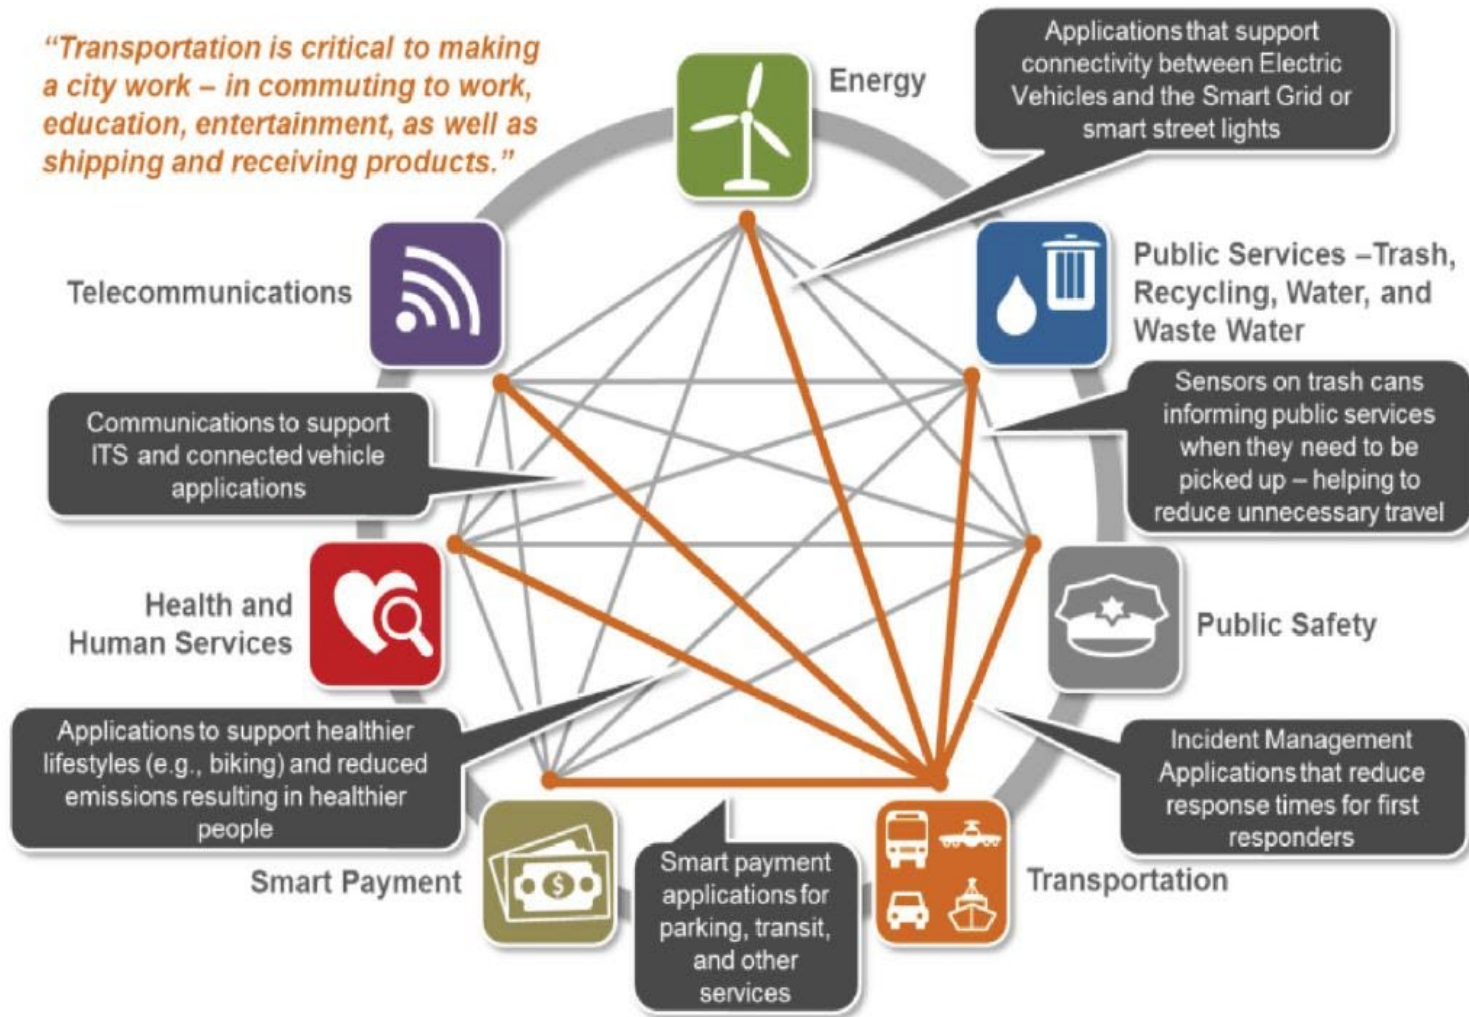 “Transportation is critical to making
a city work – in commuting to work,
education, entertainment, as well as
shipping and receiving products.”
Energy
Applications that support
connectivity between Electric
Vehicles and the Smart Grid or
smart street lights
Telecommunications
Public Services –Trash,
Recycling, Water, and
Waste Water
Communications to support
ITS and connected vehicle
applications
Sensors on trash cans
informing public services
when they need to be
picked up – helping to
reduce unnecessary travel
Health and
Human Services
Public Safety
Applications to support healthier
lifestyles (e.g., biking) and reduced
emissions resulting in healthier
people
Incident Management
Applications that reduce
response times for first
responders
Smart Payment
$
Smart payment
applications for
parking, transit,
and other
services
Transportation